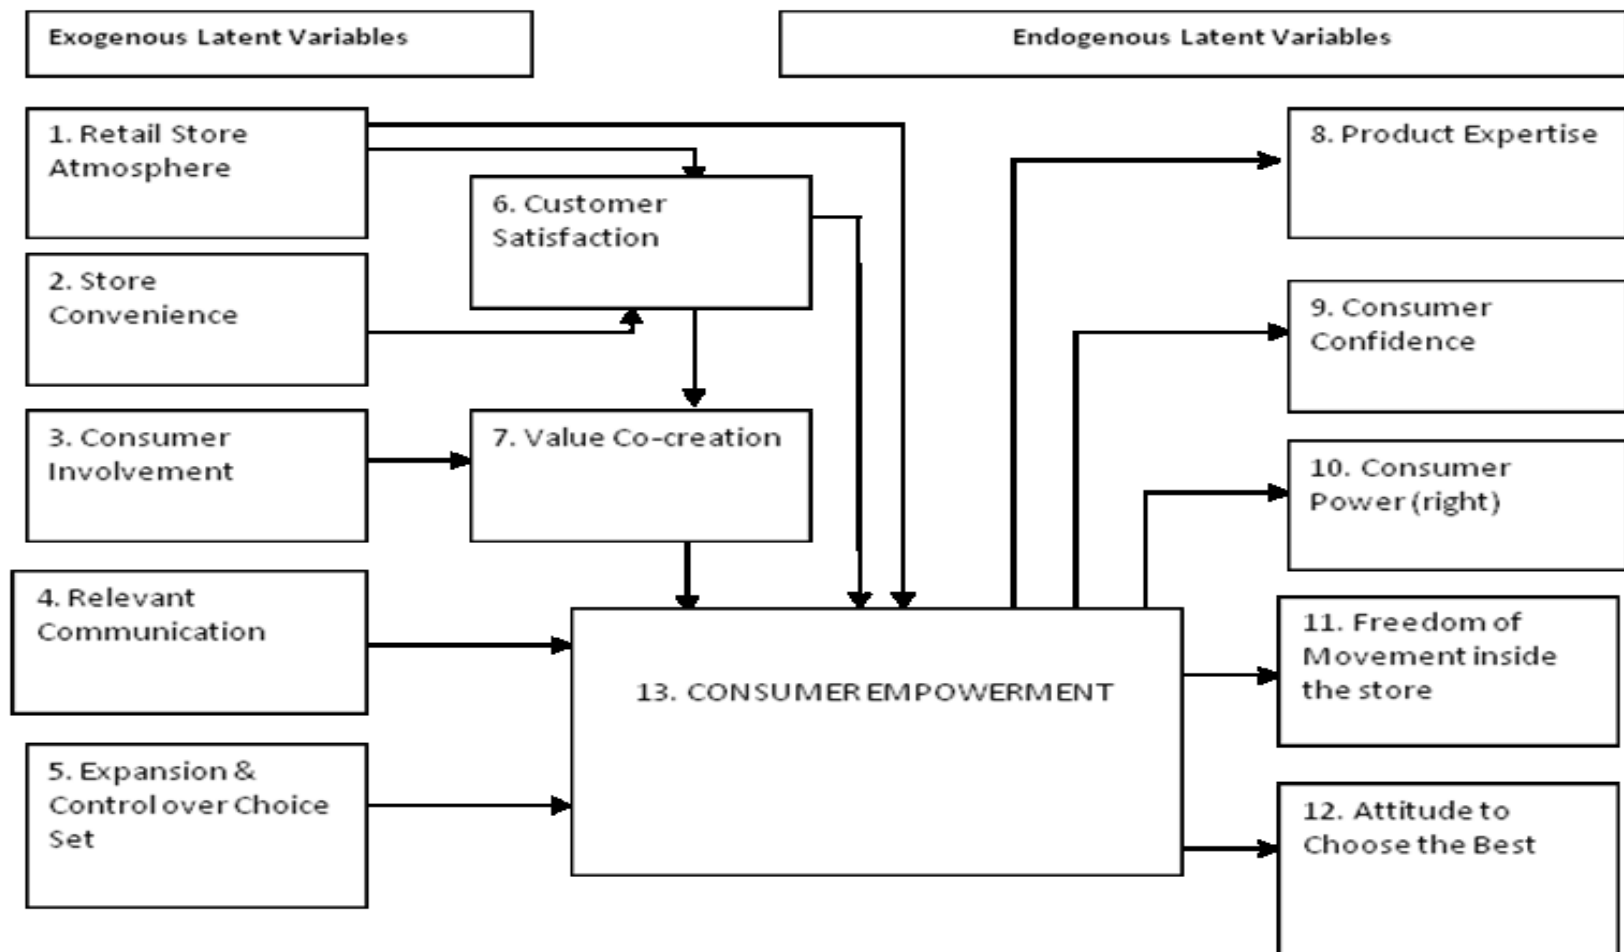 Exogenous Latent Variables
Endogenous Latent Variables
1. Retail Store
Atmosphere
2. Store
Convenience
3. Consumer
Involvement
4. Relevant
Communication
5. Expansion &
Control over Choice
Set
6. Customer
Satisfaction
7. Value Co-creation
13. CONSUMER EMPOWERMENT
8. Product Expertise
9. Consumer
Confidence
10. Consumer
Power (right)
11. Freedom of
Movement inside
the store
12. Attitude to
Choose the Best